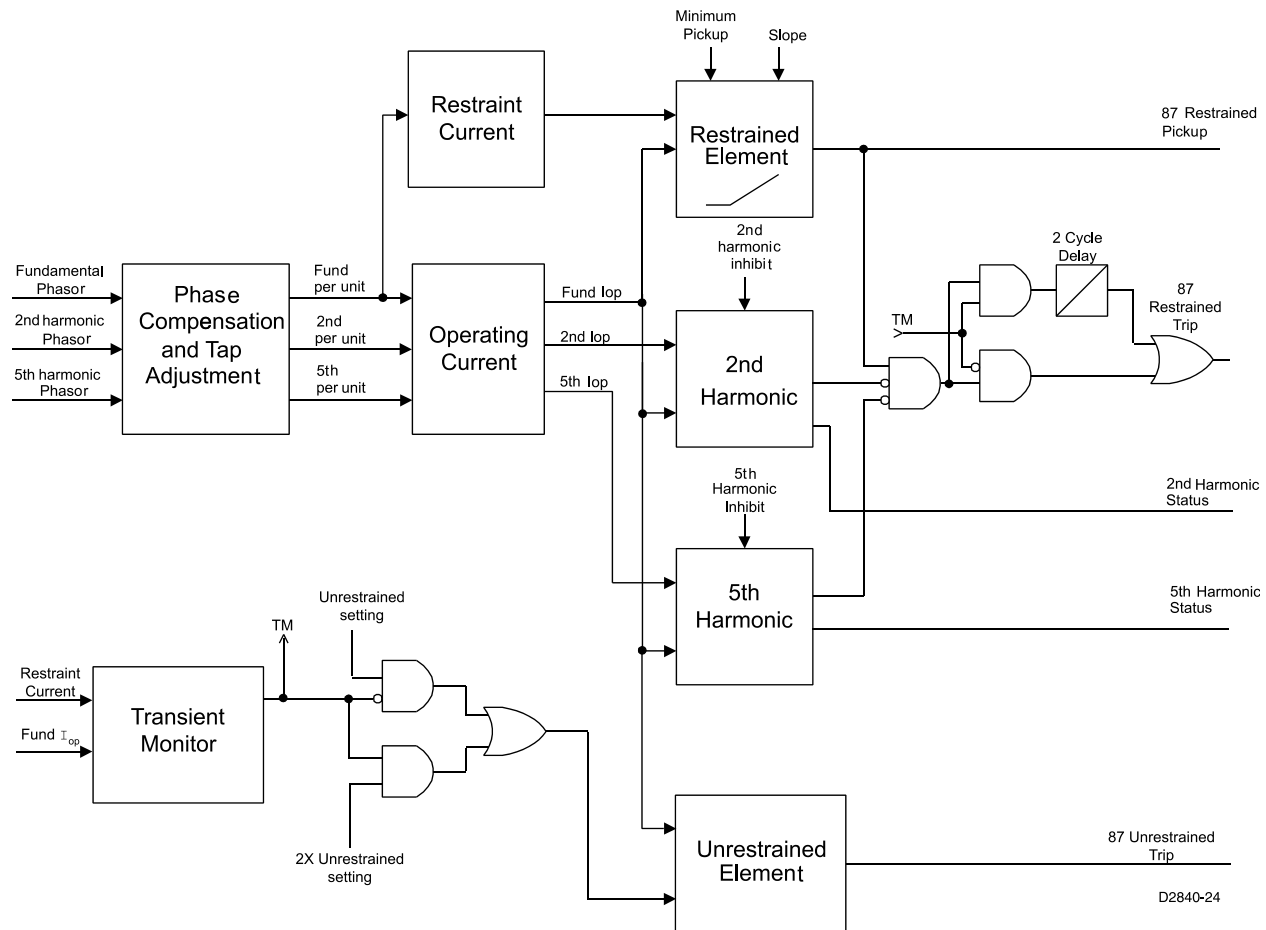 Minimum
Pickup
Slope
Restraint
Current
Restrained
Element
87 Restrained
Pickup
2nd
harmonic
inhibit
2 Cycle
Delay
Fundamental
Phasor
2nd harmonic
Phasor
5th harmonic
Phasor
Phase
Compensation
and Tap
Adjustment
Fund
per unit
2nd
per unit
5th
per unit
Operating
Current
Fund Iop
2nd Iop
5th Iop
2nd
Harmonic
TM
87
Restrained
Trip
5th
Harmonic
Inhibit
2nd Harmonic
Status
5th
Harmonic
5th Harmonic
Status
Unrestrained
setting
TM
Restraint
Current
Fund Iop
Transient
Monitor
2X Unrestrained
setting
Unrestrained
Element
87 Unrestrained
Trip
D2840-24